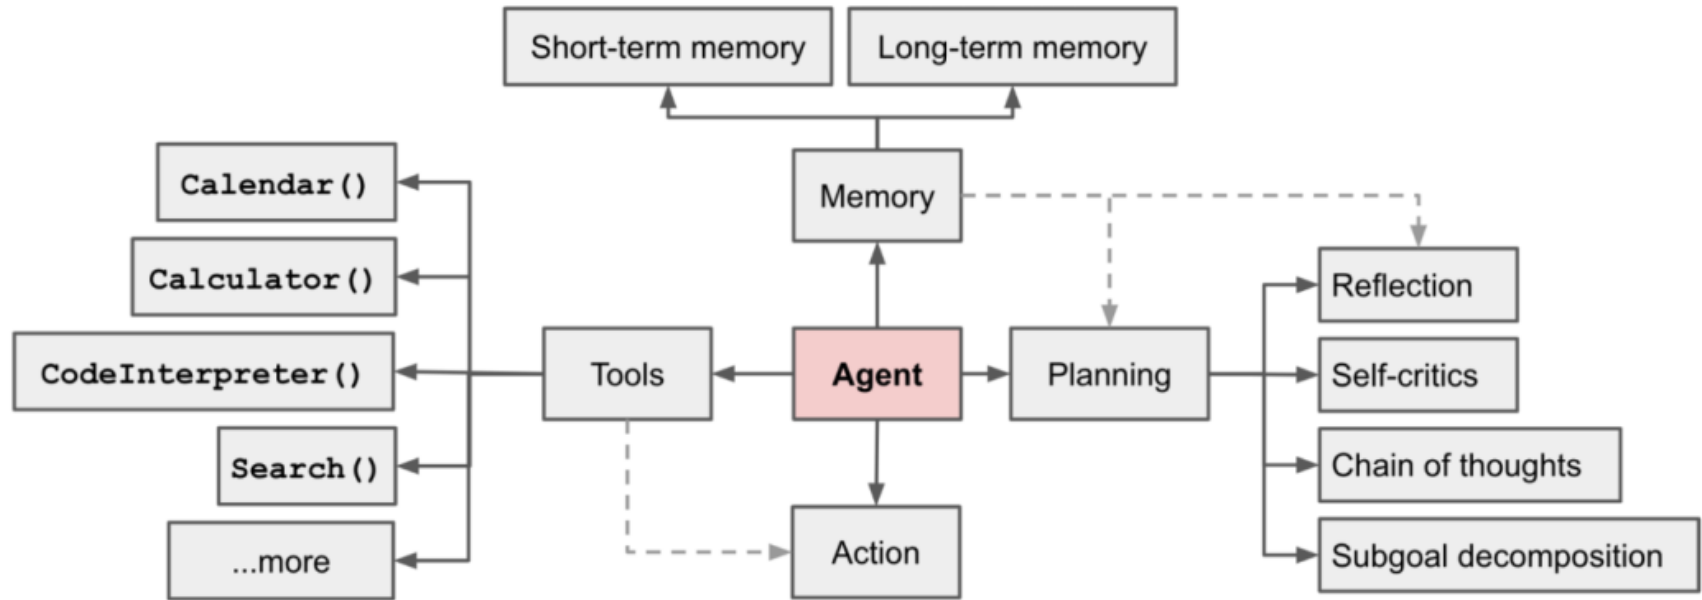 Short-term memory
Long-term memory
Calendar()
Memory
Calculator()
Reflection
CodeInterpreter()
Tools
Agent
Planning
Self-critics
Search()
Chain of thoughts
...more
Action
Subgoal decomposition